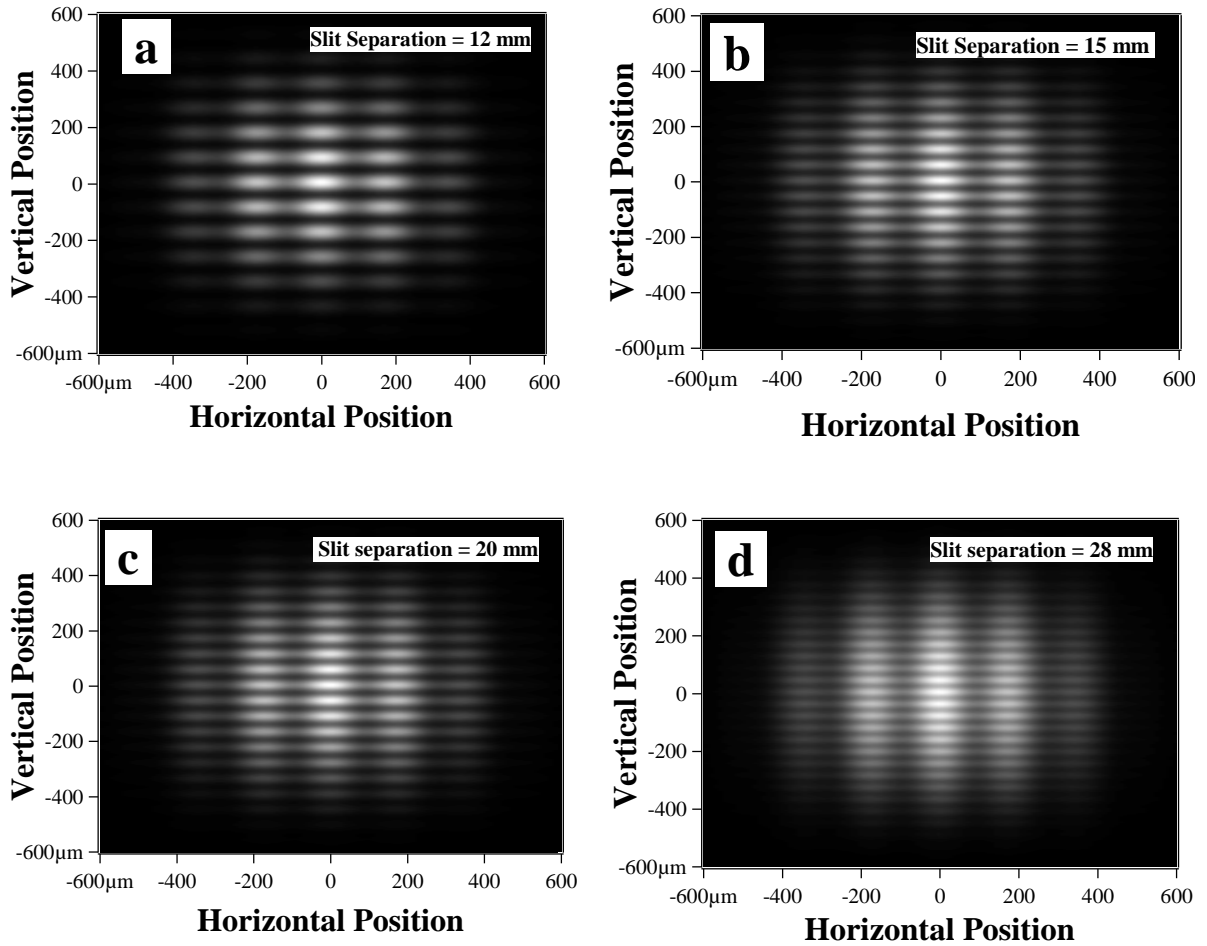 a
Slit Separation = 12 mm
600
400
200
0
-200
-400
-600µm
Vertical Position
-600µm -400 -200 0 200 400 600
Horizontal Position
b
Slit Separation = 15 mm
600
400
200
0
-200
-400
-600µm
Vertical Position
-600µm -400 -200 0 200 400 600
Horizontal Position
c
Slit separation = 20 mm
600
400
200
0
-200
-400
-600µm
Vertical Position
-600µm -400 -200 0 200 400 600
Horizontal Position
d
Slit separation = 28 mm
600
400
200
0
-200
-400
-600µm
Vertical Position
-600µm -400 -200 0 200 400 600
Horizontal Position